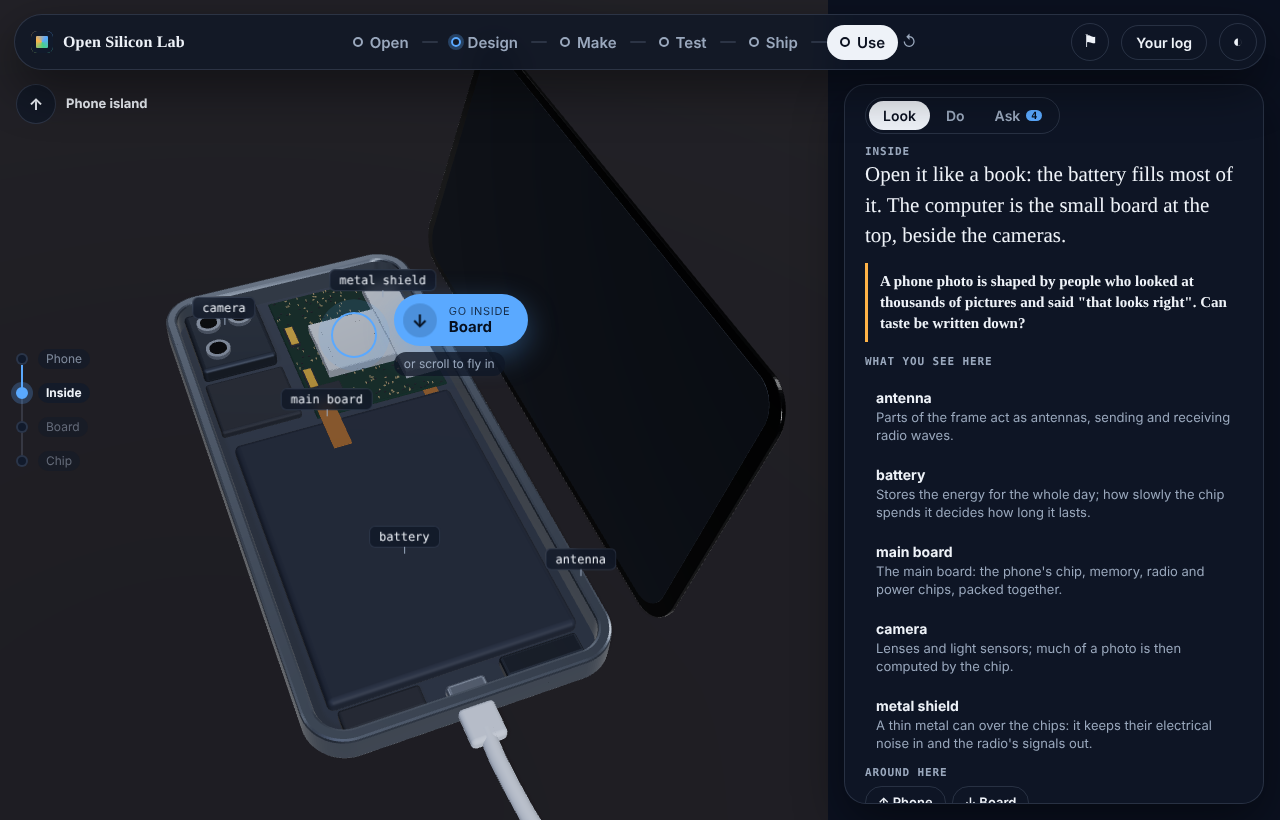 Open Silicon Lab
Open
Design
Make
Test
Ship
Use
Your log
Phone island
Phone
Inside
Board
Chip
metal shield
camera
GO INSIDE
Board
or scroll to fly in
main board
battery
antenna
Look
Do
Ask 4
INSIDE
Open it like a book: the battery fills most of
it. The computer is the small board at the
top, beside the cameras.
A phone photo is shaped by people who looked at
thousands of pictures and said "that looks right". Can
taste be written down?
WHAT YOU SEE HERE
antenna
Parts of the frame act as antennas, sending and receiving
radio waves.
battery
Stores the energy for the whole day; how slowly the chip
spends it decides how long it lasts.
main board
The main board: the phone's chip, memory, radio and
power chips, packed together.
camera
Lenses and light sensors; much of a photo is then
computed by the chip.
metal shield
A thin metal can over the chips: it keeps their electrical
noise in and the radio's signals out.
AROUND HERE
↑ Phone
↓ Board